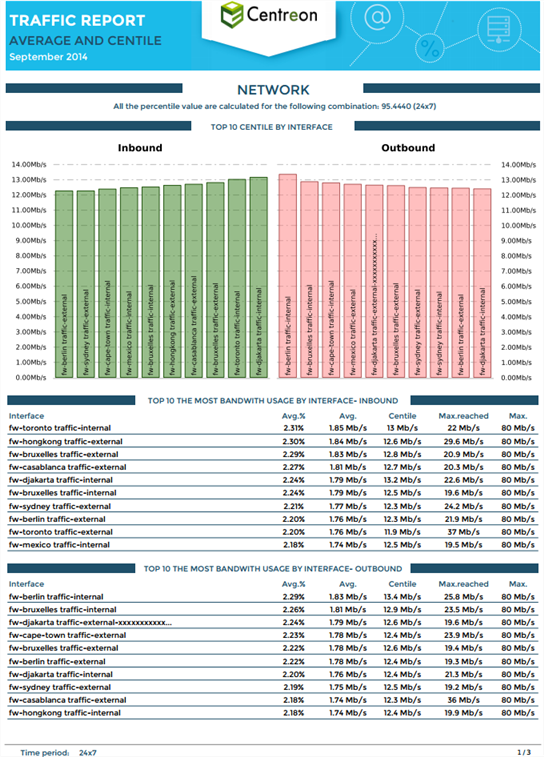 TRAFFIC REPORT
AVERAGE AND CENTILE
September 2014
Centreon
@
%
NETWORK
All the percentile value are calculated for the following combination: 95.4440 (24x7)
TOP 10 CENTILE BY INTERFACE
Inbound
Outbound
14.00Mb/s
13.00Mb/s
12.00Mb/s
11.00Mb/s
10.00Mb/s
9.00Mb/s
8.00Mb/s
7.00Mb/s
6.00Mb/s
5.00Mb/s
4.00Mb/s
3.00Mb/s
2.00Mb/s
1.00Mb/s
0.00Mb/s
fw-berlin traffic-external
fw-sydney traffic-external
fw-cape-town traffic-internal
fw-mexico traffic-internal
fw-bruxelles traffic-internal
fw-hongkong traffic-external
fw-casablanca traffic-external
fw-bruxelles traffic-external
fw-toronto traffic-internal
fw-djakarta traffic-internal
fw-berlin traffic-internal
fw-bruxelles traffic-internal
fw-cape-town traffic-internal
fw-mexico traffic-external
fw-djakarta traffic-external-xxxxxxxxxxx...
fw-bruxelles traffic-external
fw-sydney traffic-external
fw-sydney traffic-internal
fw-berlin traffic-external
fw-djakarta traffic-internal
14.00Mb/s
13.00Mb/s
12.00Mb/s
11.00Mb/s
10.00Mb/s
9.00Mb/s
8.00Mb/s
7.00Mb/s
6.00Mb/s
5.00Mb/s
4.00Mb/s
3.00Mb/s
2.00Mb/s
1.00Mb/s
0.00Mb/s
TOP 10 THE MOST BANDWITH USAGE BY INTERFACE- INBOUND
Interface Avg.% Avg. Centile Max.reached Max.
fw-toronto traffic-internal 2.31% 1.85 Mb/s 13 Mb/s 22 Mb/s 80 Mb/s
fw-hongkong traffic-external 2.30% 1.84 Mb/s 12.6 Mb/s 29.6 Mb/s 80 Mb/s
fw-bruxelles traffic-external 2.29% 1.83 Mb/s 12.8 Mb/s 20.9 Mb/s 80 Mb/s
fw-casablanca traffic-external 2.27% 1.81 Mb/s 12.7 Mb/s 20.3 Mb/s 80 Mb/s
fw-djakarta traffic-internal 2.24% 1.79 Mb/s 13.2 Mb/s 22.6 Mb/s 80 Mb/s
fw-bruxelles traffic-internal 2.24% 1.79 Mb/s 12.5 Mb/s 19.6 Mb/s 80 Mb/s
fw-sydney traffic-external 2.21% 1.77 Mb/s 12.3 Mb/s 24.2 Mb/s 80 Mb/s
fw-berlin traffic-external 2.20% 1.76 Mb/s 12.3 Mb/s 21.9 Mb/s 80 Mb/s
fw-toronto traffic-external 2.20% 1.76 Mb/s 11.9 Mb/s 37 Mb/s 80 Mb/s
fw-mexico traffic-internal 2.18% 1.74 Mb/s 12.5 Mb/s 19.5 Mb/s 80 Mb/s
TOP 10 THE MOST BANDWITH USAGE BY INTERFACE- OUTBOUND
Interface Avg.% Avg. Centile Max.reached Max.
fw-berlin traffic-internal 2.29% 1.83 Mb/s 13.4 Mb/s 25.8 Mb/s 80 Mb/s
fw-bruxelles traffic-internal 2.26% 1.81 Mb/s 12.9 Mb/s 23.5 Mb/s 80 Mb/s
fw-djakarta traffic-external-xxxxxxxxxxx... 2.24% 1.79 Mb/s 12.6 Mb/s 19.6 Mb/s 80 Mb/s
fw-cape-town traffic-external 2.23% 1.78 Mb/s 12.4 Mb/s 23.9 Mb/s 80 Mb/s
fw-bruxelles traffic-external 2.22% 1.78 Mb/s 12.6 Mb/s 19.4 Mb/s 80 Mb/s
fw-berlin traffic-external 2.22% 1.78 Mb/s 12.4 Mb/s 19.3 Mb/s 80 Mb/s
fw-djakarta traffic-internal 2.20% 1.76 Mb/s 12.4 Mb/s 21.3 Mb/s 80 Mb/s
fw-sydney traffic-external 2.19% 1.75 Mb/s 12.5 Mb/s 19.2 Mb/s 80 Mb/s
fw-casablanca traffic-external 2.18% 1.74 Mb/s 12.3 Mb/s 36 Mb/s 80 Mb/s
fw-hongkong traffic-internal 2.18% 1.74 Mb/s 12.4 Mb/s 19.9 Mb/s 80 Mb/s
Time period: 24x7
1 / 3